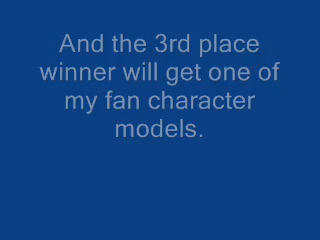 And the 3rd place
winner will get one of
my fan character
models.